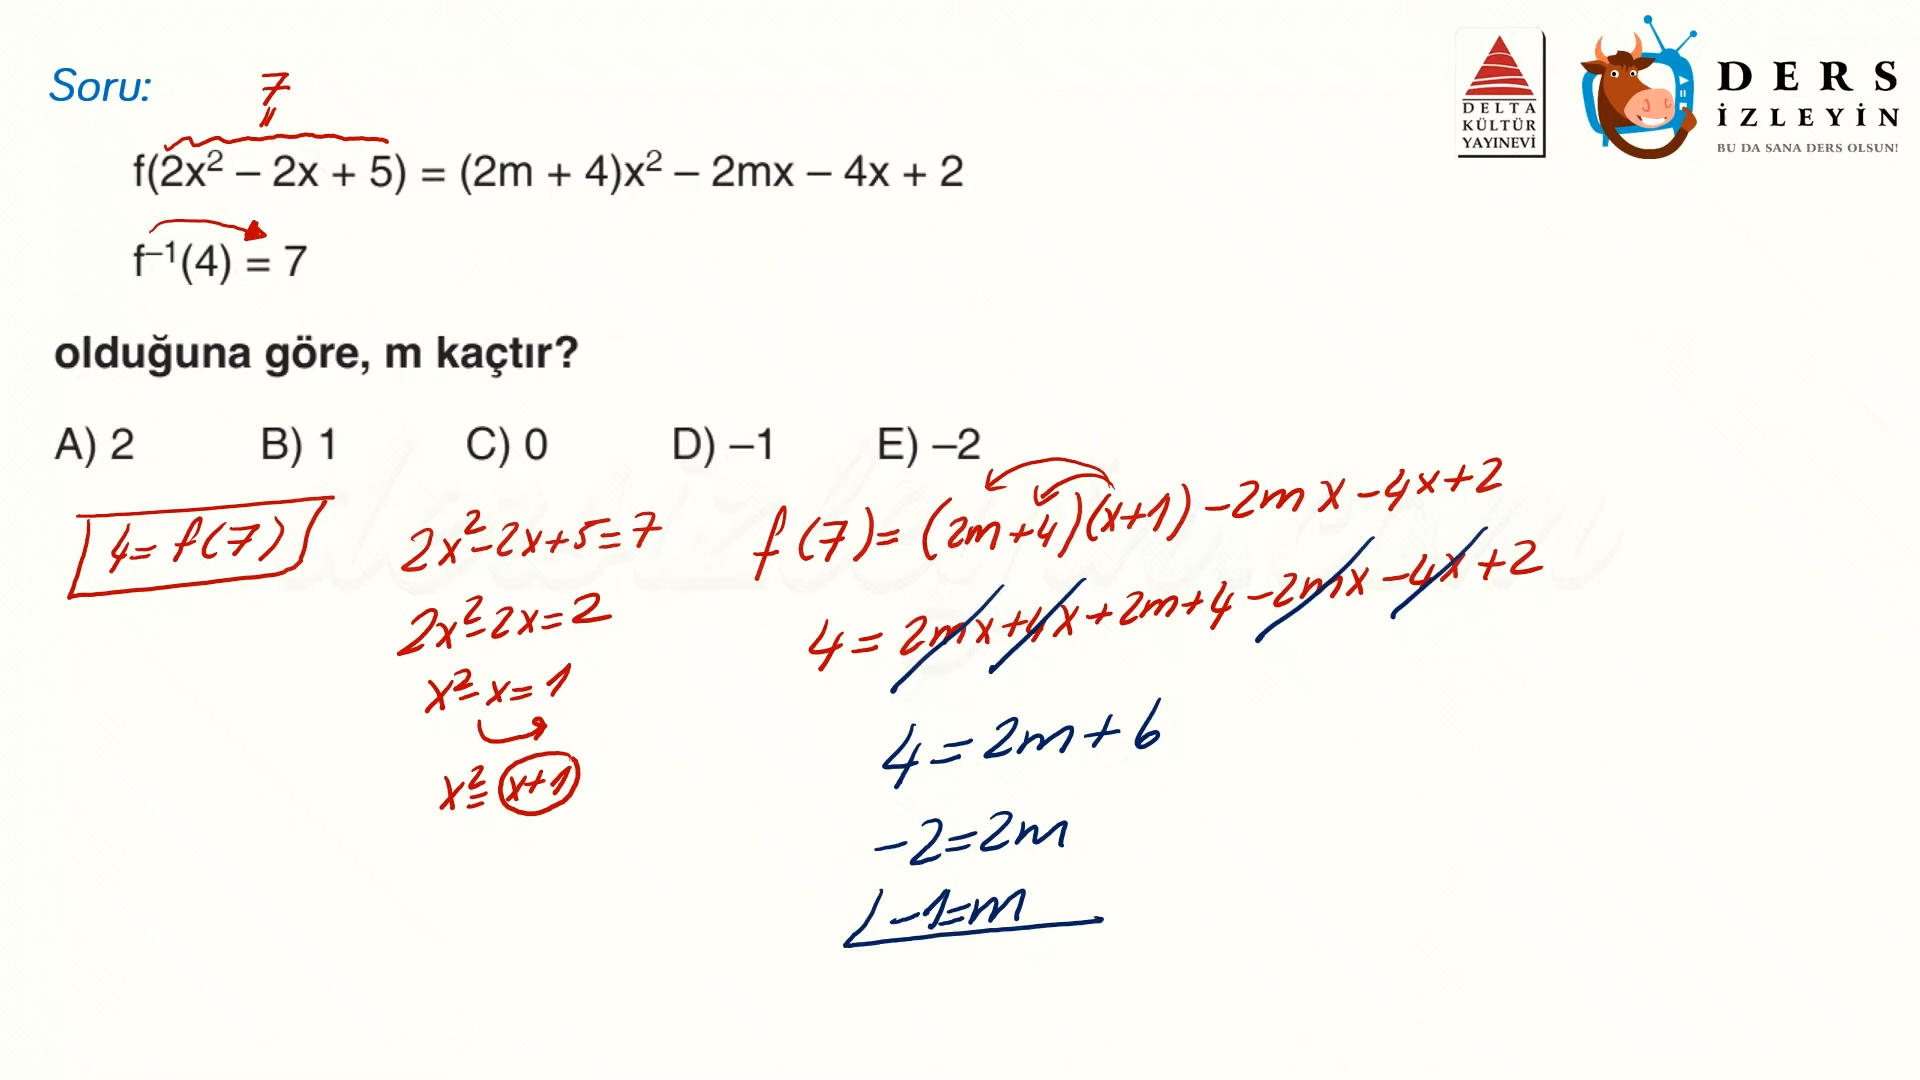 Soru:
7
"
f(2x² – 2x + 5) = (2m + 4)x² – 2mx – 4x + 2
f⁻¹(4) = 7
olduğuna göre, m kaçtır?
A) 2 B) 1 C) 0 D) –1 E) –2
4 = f(7)
2x² - 2x + 5 = 7
2x² - 2x = 2
x² - x = 1
x² = x+1
f(7) = (2m+4)(x+1) - 2mx - 4x + 2
4 = 2mx + 4x + 2m + 4 - 2mx - 4x + 2
4 = 2m + 6
-2 = 2m
-1 = m
DELTA
KÜLTÜR
YAYINEVİ
DERS
İZLEYİN
BU DA SANA DERS OLSUN!